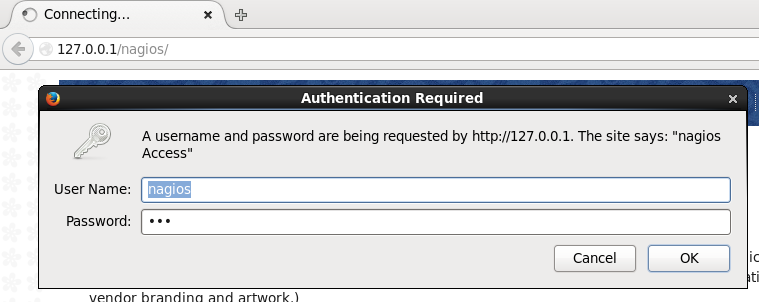 Connecting...
127.0.0.1/nagios/
Authentication Required
A username and password are being requested by http://127.0.0.1. The site says: "nagios
Access"
User Name: nagios
Password: •••
Cancel OK
vendor branding and artwork.)